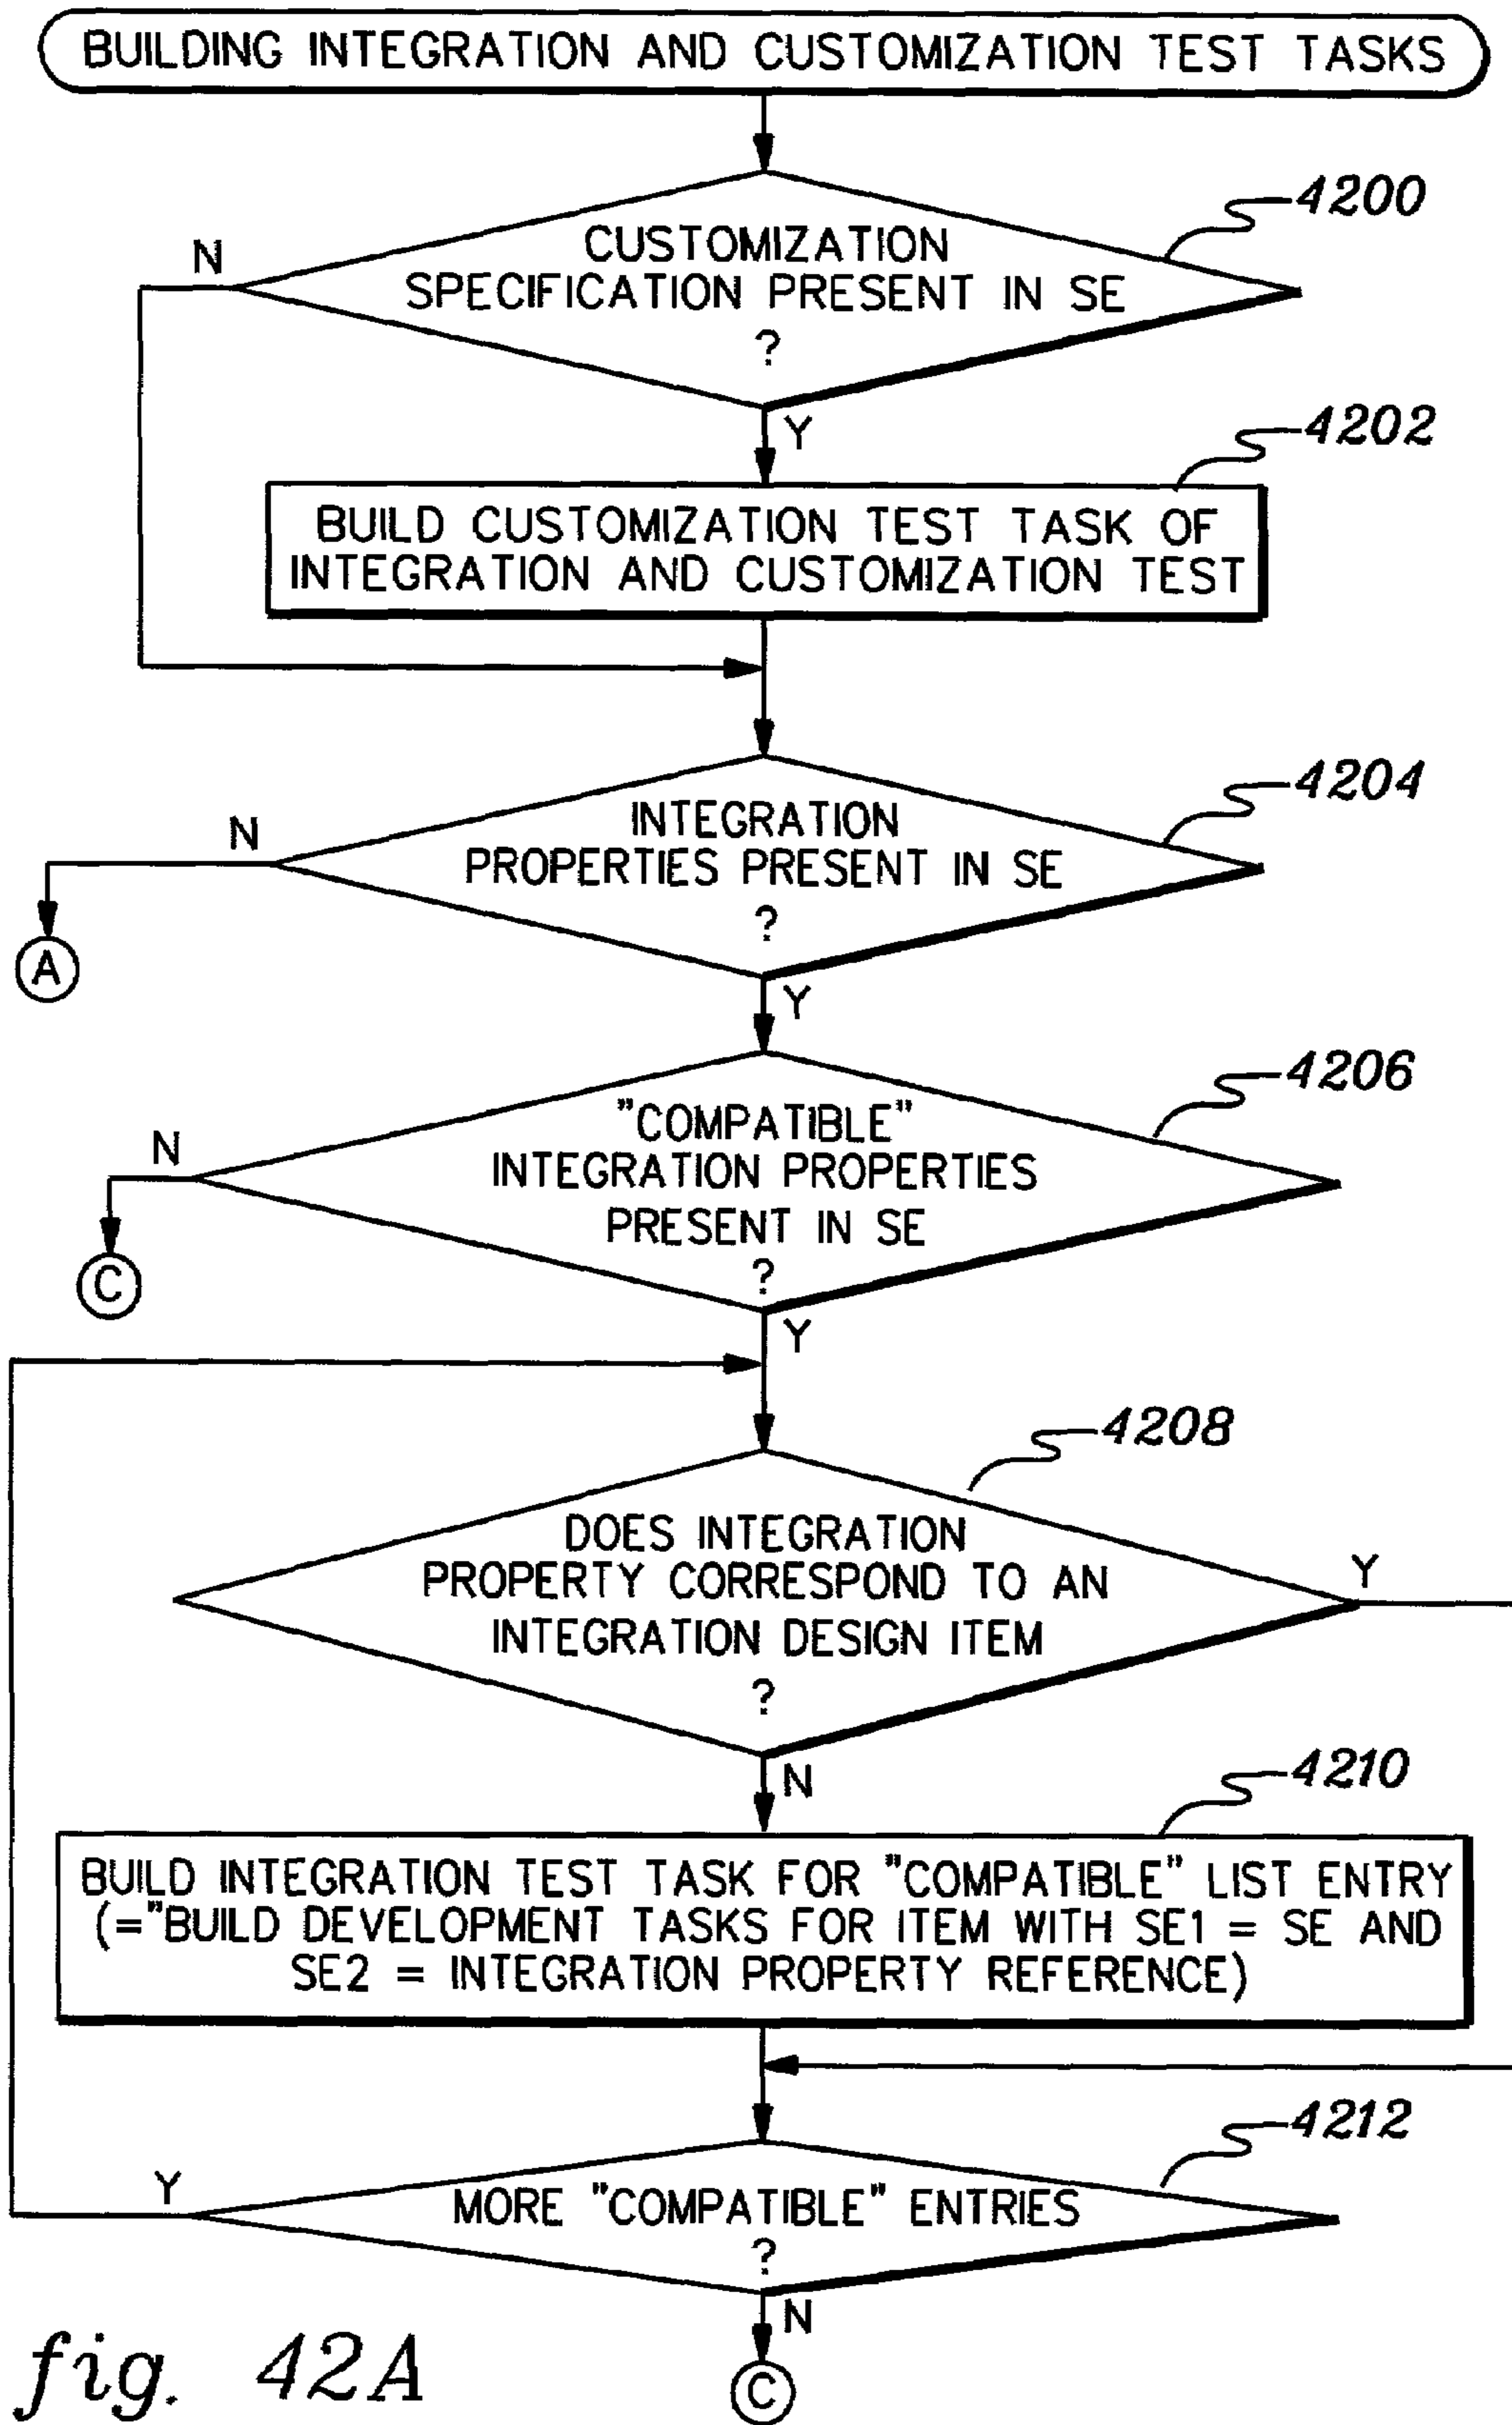 BUILDING INTEGRATION AND CUSTOMIZATION TEST TASKS
4200
N
CUSTOMIZATION
SPECIFICATION PRESENT IN SE
?
Y
4202
BUILD CUSTOMIZATION TEST TASK OF
INTEGRATION AND CUSTOMIZATION TEST
4204
N
INTEGRATION
PROPERTIES PRESENT IN SE
?
A
Y
4206
N
"COMPATIBLE"
INTEGRATION PROPERTIES
PRESENT IN SE
?
C
Y
4208
DOES INTEGRATION
PROPERTY CORRESPOND TO AN
INTEGRATION DESIGN ITEM
?
Y
N
4210
BUILD INTEGRATION TEST TASK FOR "COMPATIBLE" LIST ENTRY
(="BUILD DEVELOPMENT TASKS FOR ITEM WITH SE1 = SE AND
SE2 = INTEGRATION PROPERTY REFERENCE)
4212
Y
MORE "COMPATIBLE" ENTRIES
?
N
C
fig. 42A